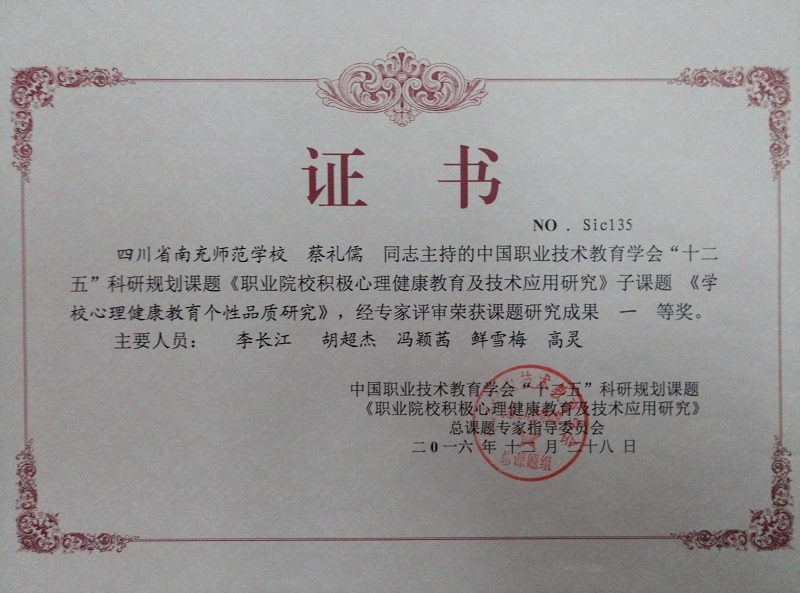 证书
NO . Sic135
四川省南充师范学校 蔡礼儒 同志主持的中国职业技术教育学会“十二
五”科研规划课题《职业院校积极心理健康教育及技术应用研究》子课题 《学
校心理健康教育个性品质研究》，经专家评审荣获课题研究成果 一 等奖。
主要人员： 李长江 胡超杰 冯颖茜 鲜雪梅 高灵
中国职业技术教育学会“十二五”科研规划课题
《职业院校积极心理健康教育及技术应用研究》
总课题专家指导委员会
二0一六 年 十二 月 二十八 日
总课题组